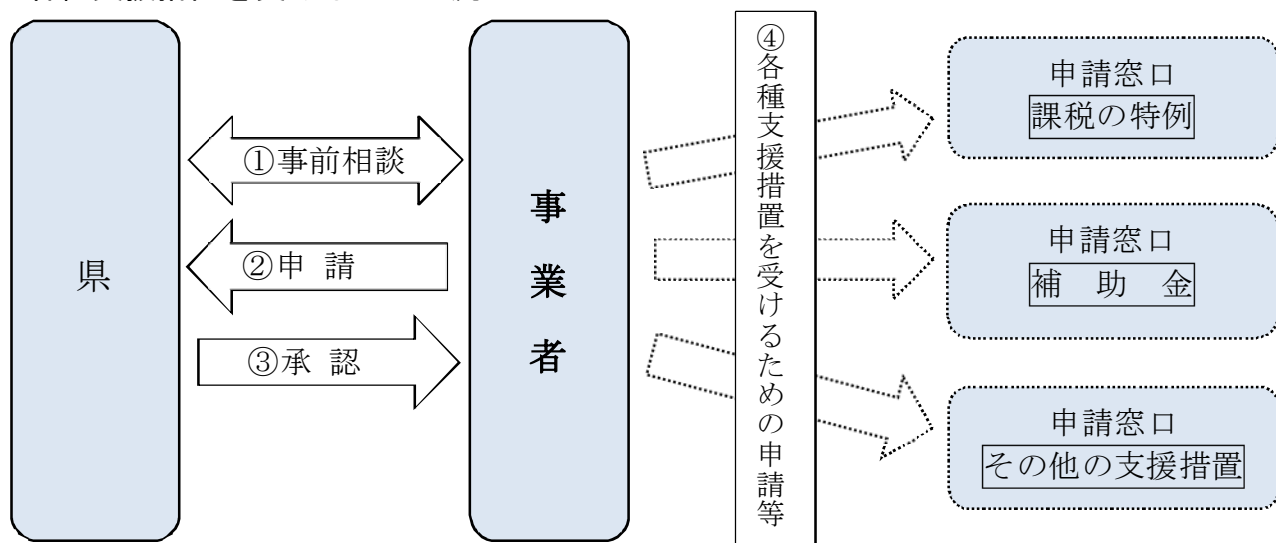 県
①事前相談
②申 請
③承 認
事業者
④各種支援措置を受けるための申請等
申請窓口
課税の特例
申請窓口
補 助 金
申請窓口
その他の支援措置